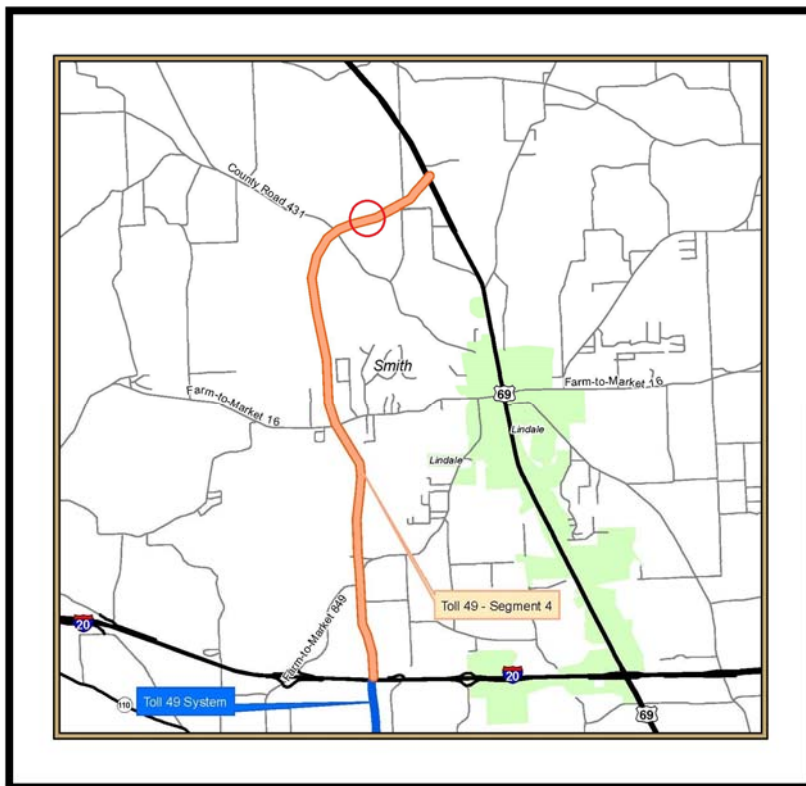 County Road 431
Smith
Farm-to-Market 16
69
Farm-to-Market 16
Lindale
Lindale
Toll 49 - Segment 4
Farm-to-Market 849
20
20
110
Toll 49 System
69